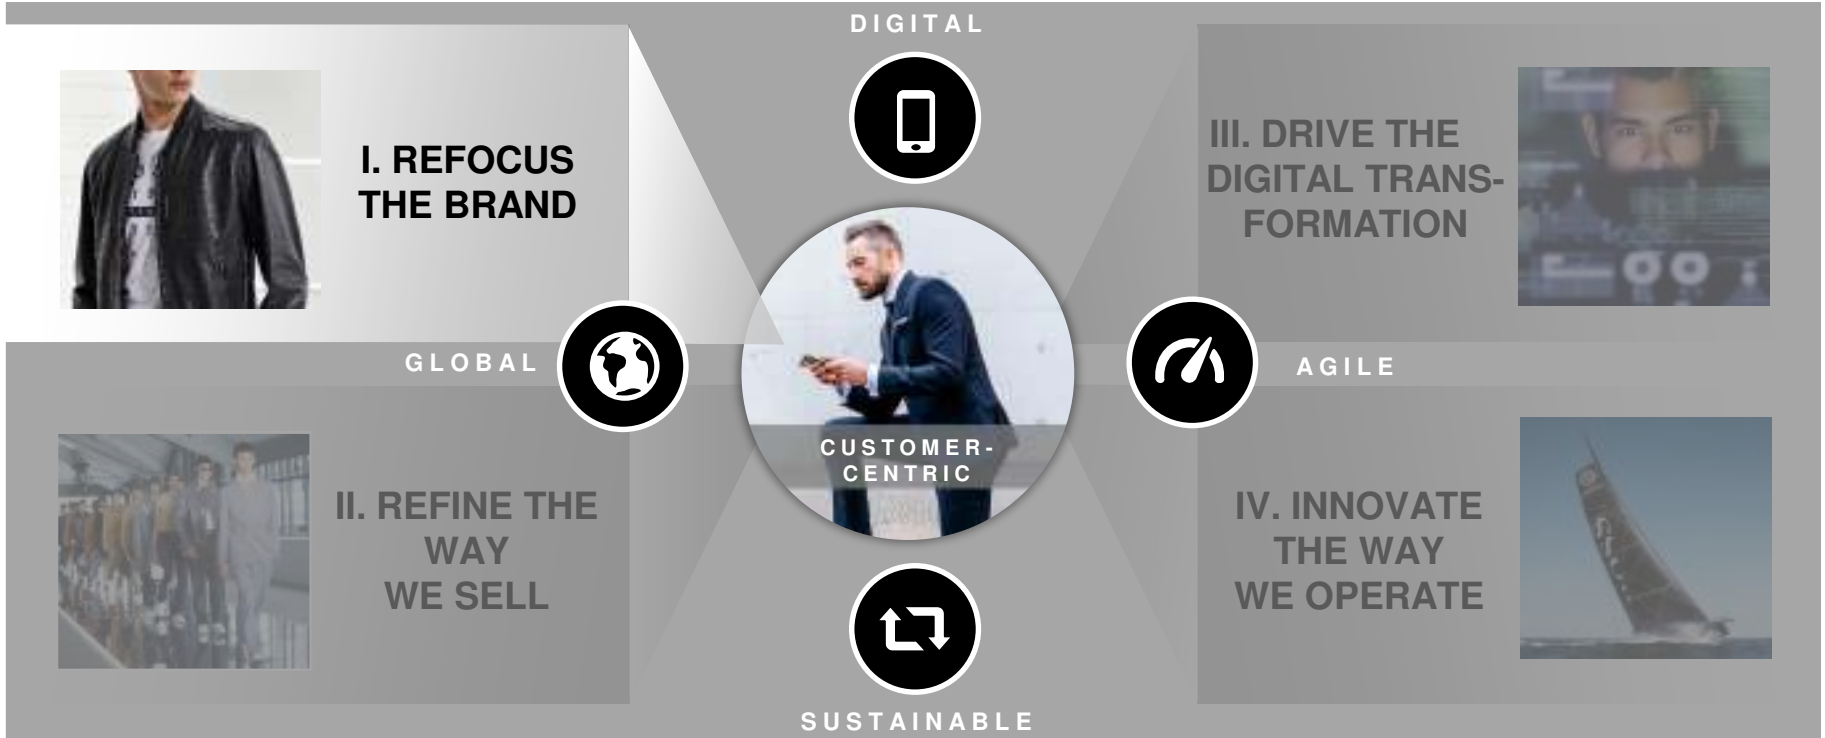 DIGITAL
I. REFOCUS
THE BRAND
III. DRIVE THE
DIGITAL TRANS-
FORMATION
GLOBAL
AGILE
CUSTOMER-
CENTRIC
II. REFINE THE
WAY
WE SELL
IV. INNOVATE
THE WAY
WE OPERATE
SUSTAINABLE